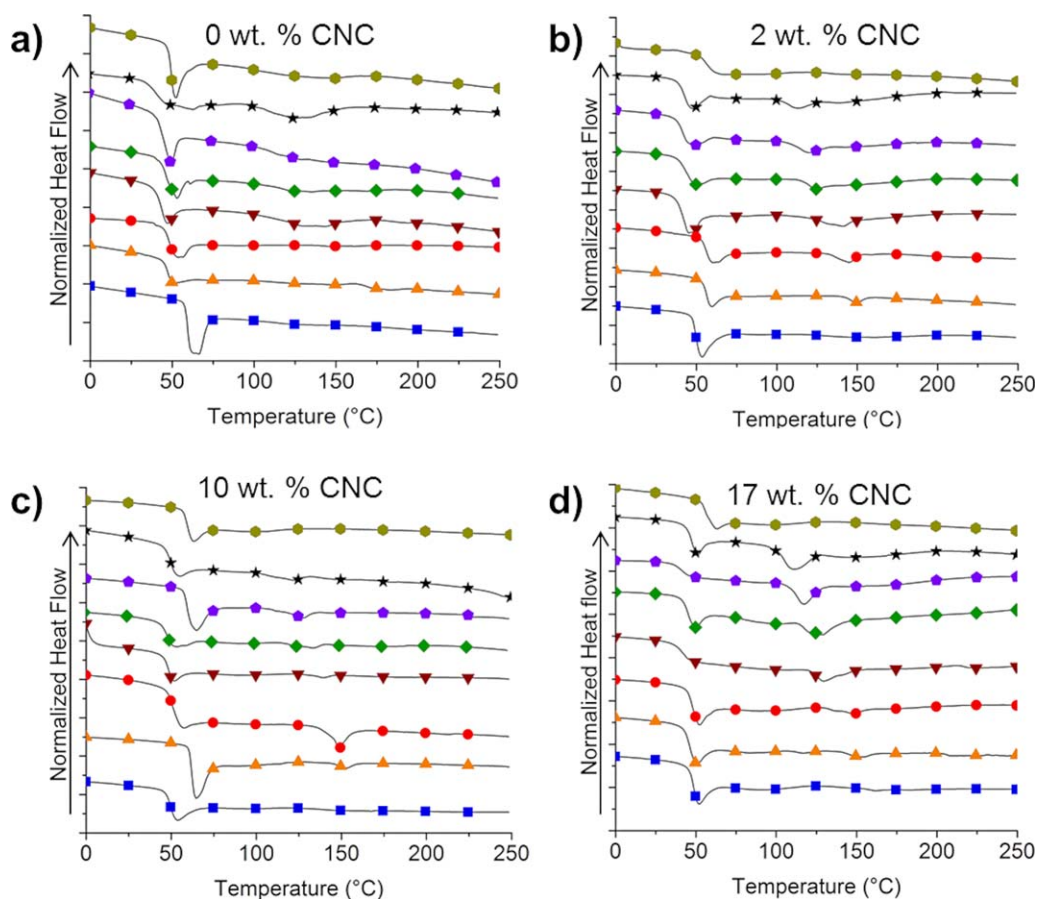 a)
0 wt. % CNC
Normalized Heat Flow
0 50 100 150 200 250
Temperature (°C)
b)
2 wt. % CNC
Normalized Heat Flow
0 50 100 150 200 250
Temperature (°C)
c)
10 wt. % CNC
Normalized Heat Flow
0 50 100 150 200 250
Temperature (°C)
d)
17 wt. % CNC
Normalized Heat flow
0 50 100 150 200 250
Temperature (°C)